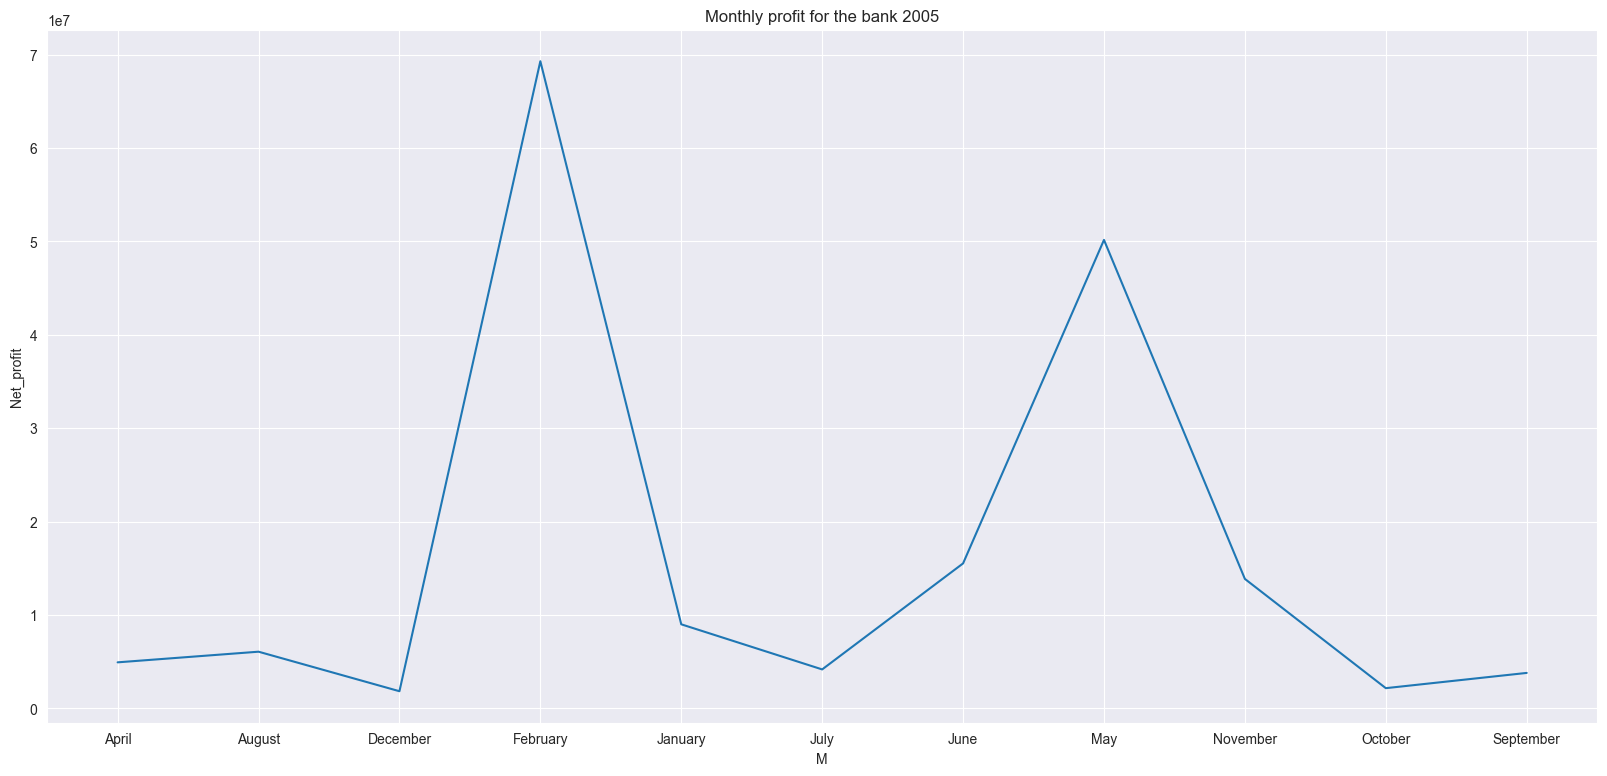 Monthly profit for the bank 2005
1e7
7
6
5
4
3
2
1
0
Net_profit
April August December February January July June May November October September
M